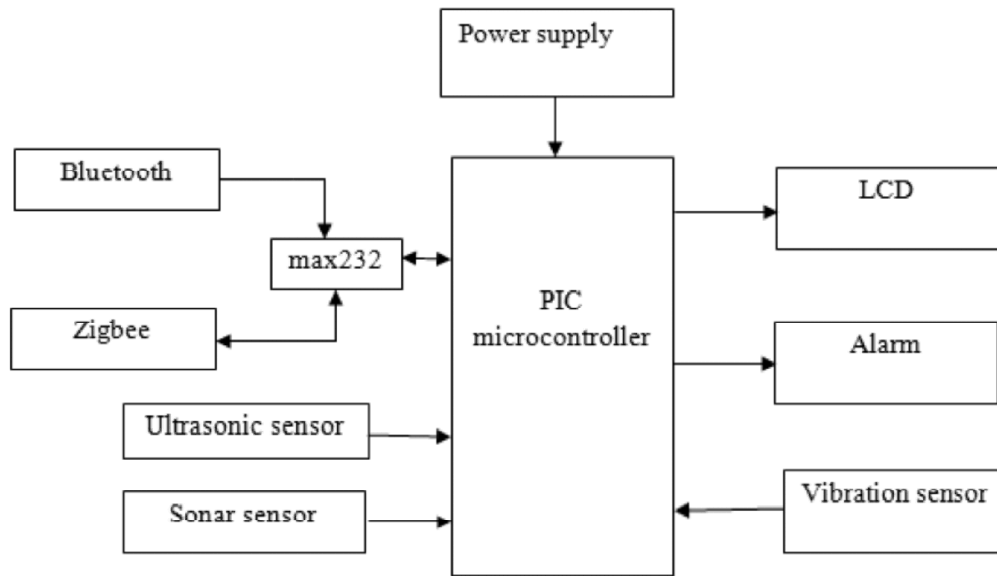 Power supply
Bluetooth
LCD
max232
PIC
microcontroller
Zigbee
Alarm
Ultrasonic sensor
Vibration sensor
Sonar sensor